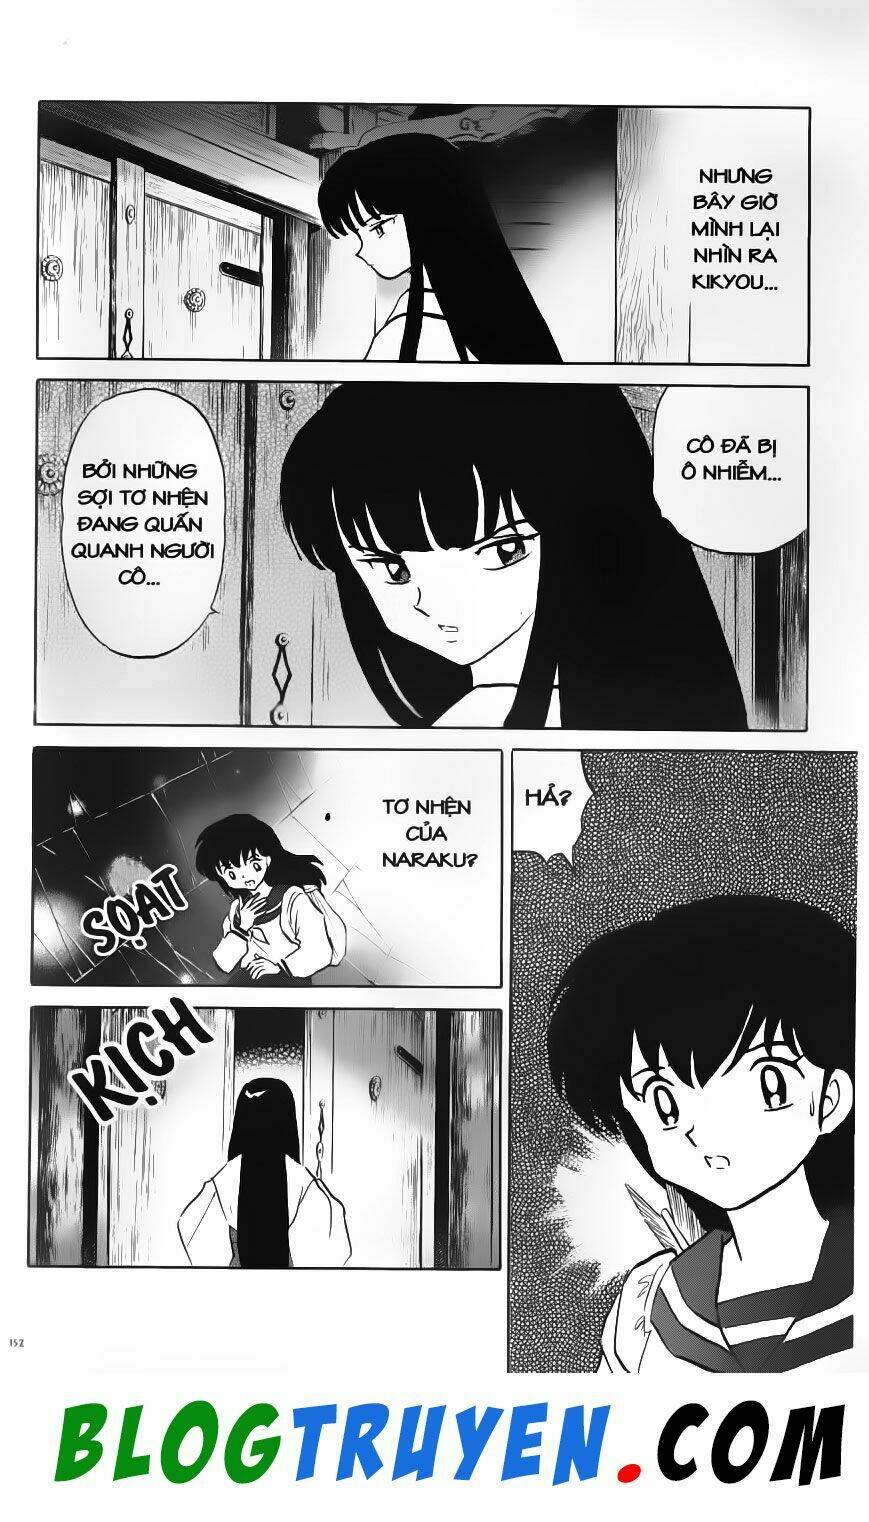 NHƯNG
BÂY GIỜ
MÌNH LẠI
NHÌN RA
KIKYOU...
CÔ ĐÃ BỊ
Ô NHIỄM...
BỞI NHỮNG
SỢI TƠ NHỆN
ĐANG QUẤN
QUANH NGƯỜI
CÔ...
HẢ?
TƠ NHỆN
CỦA
NARAKU?
SOẠT
KỊCH
152
BLOGTRUYEN.COM